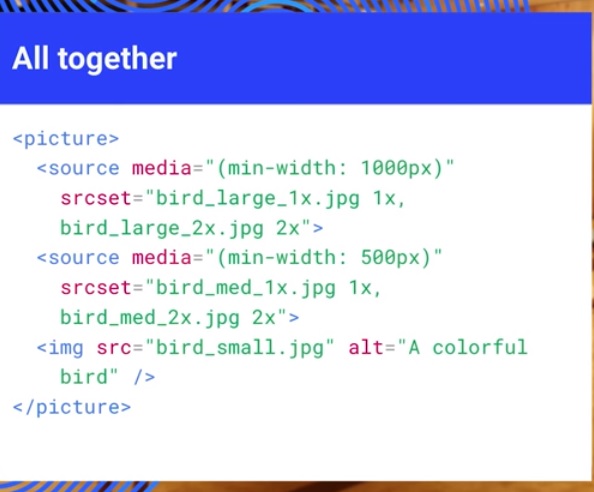 All together
<picture>
<source media="(min-width: 1000px)"
srcset="bird_large_1x.jpg 1x,
bird_large_2x.jpg 2x">
<source media="(min-width: 500px)"
srcset="bird_med_1x.jpg 1x,
bird_med_2x.jpg 2x">
<img src="bird_small.jpg" alt="A colorful
bird" />
</picture>